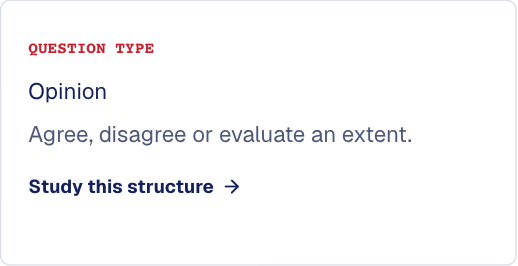 QUESTION TYPE
Opinion
Agree, disagree or evaluate an extent.
Study this structure →